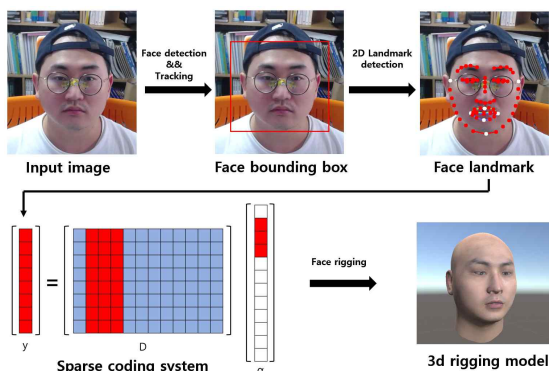 Face detection
&&
Tracking
2D Landmark
detection
Input image
Face bounding box
Face landmark
=
Face rigging
y
D
α
Sparse coding system
3d rigging model